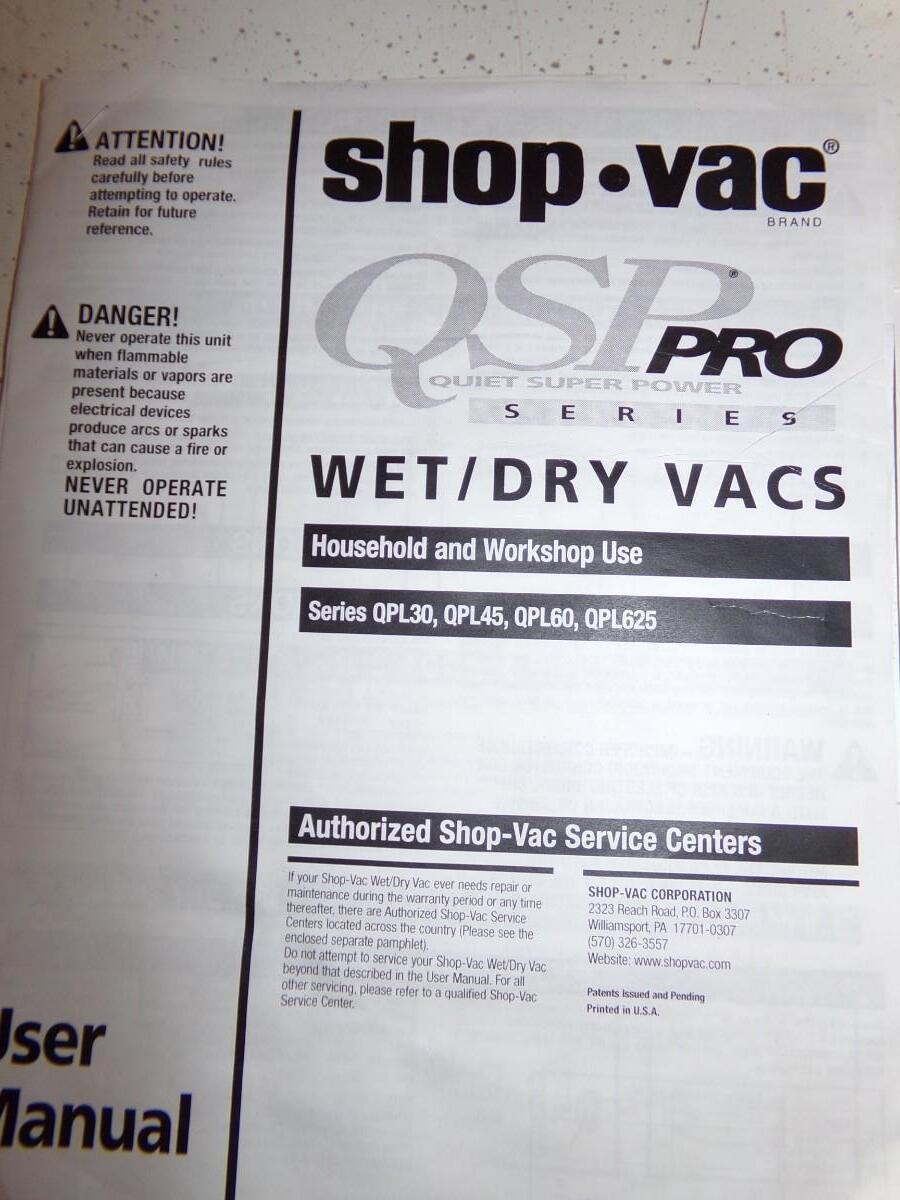 ATTENTION!
Read all safety rules
carefully before
attempting to operate.
Retain for future
reference.
DANGER!
Never operate this unit
when flammable
materials or vapors are
present because
electrical devices
produce arcs or sparks
that can cause a fire or
explosion.
NEVER OPERATE
UNATTENDED!
User
Manual
shop•vac®
BRAND
QSP®
PRO
QUIET SUPER POWER
SERIES
WET/DRY VACS
Household and Workshop Use
Series QPL30, QPL45, QPL60, QPL625
Authorized Shop-Vac Service Centers
If your Shop-Vac Wet/Dry Vac ever needs repair or
maintenance during the warranty period or any time
thereafter, there are Authorized Shop-Vac Service
Centers located across the country (Please see the
enclosed separate pamphlet).
Do not attempt to service your Shop-Vac Wet/Dry Vac
beyond that described in the User Manual. For all
other servicing, please refer to a qualified Shop-Vac
Service Center.
SHOP-VAC CORPORATION
2323 Reach Road, P.O. Box 3307
Williamsport, PA 17701-0307
(570) 326-3557
Website: www.shopvac.com
Patents Issued and Pending
Printed in U.S.A.